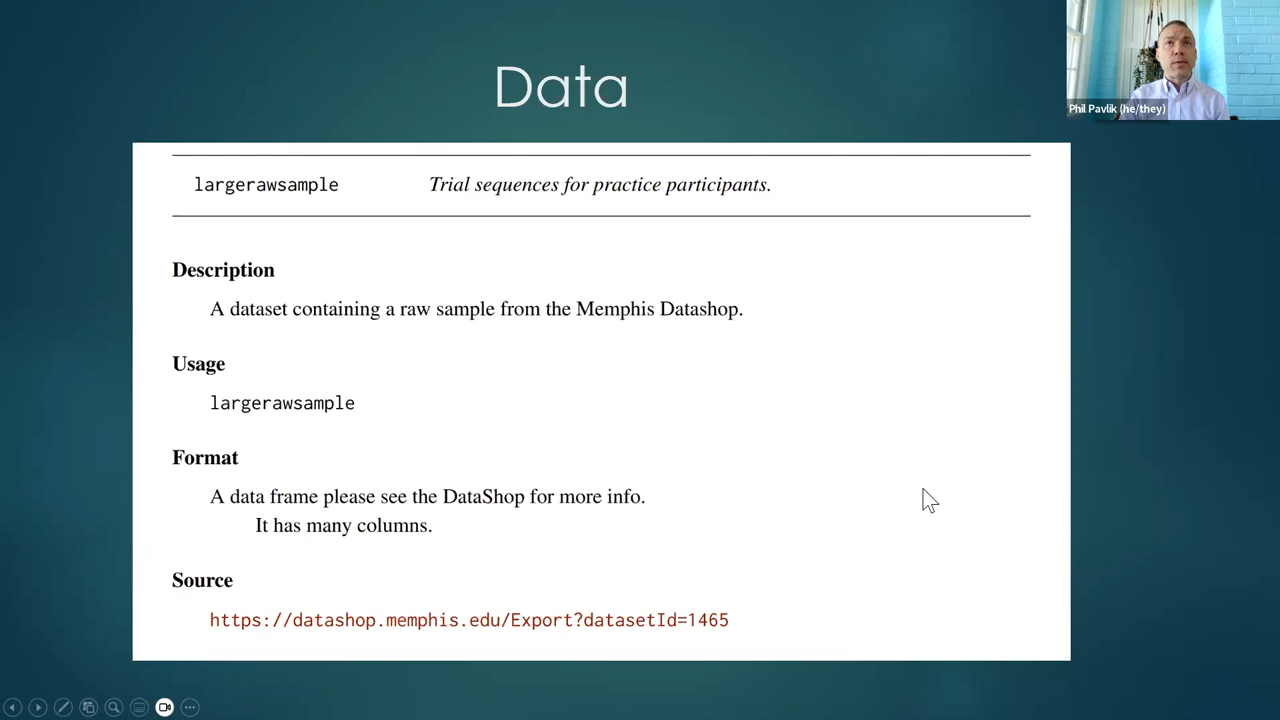 Data
Phil Pavlik (he/they)
largerawsample Trial sequences for practice participants.
Description
A dataset containing a raw sample from the Memphis Datashop.
Usage
largerawsample
Format
A data frame please see the DataShop for more info.
It has many columns.
Source
https://datashop.memphis.edu/Export?datasetId=1465